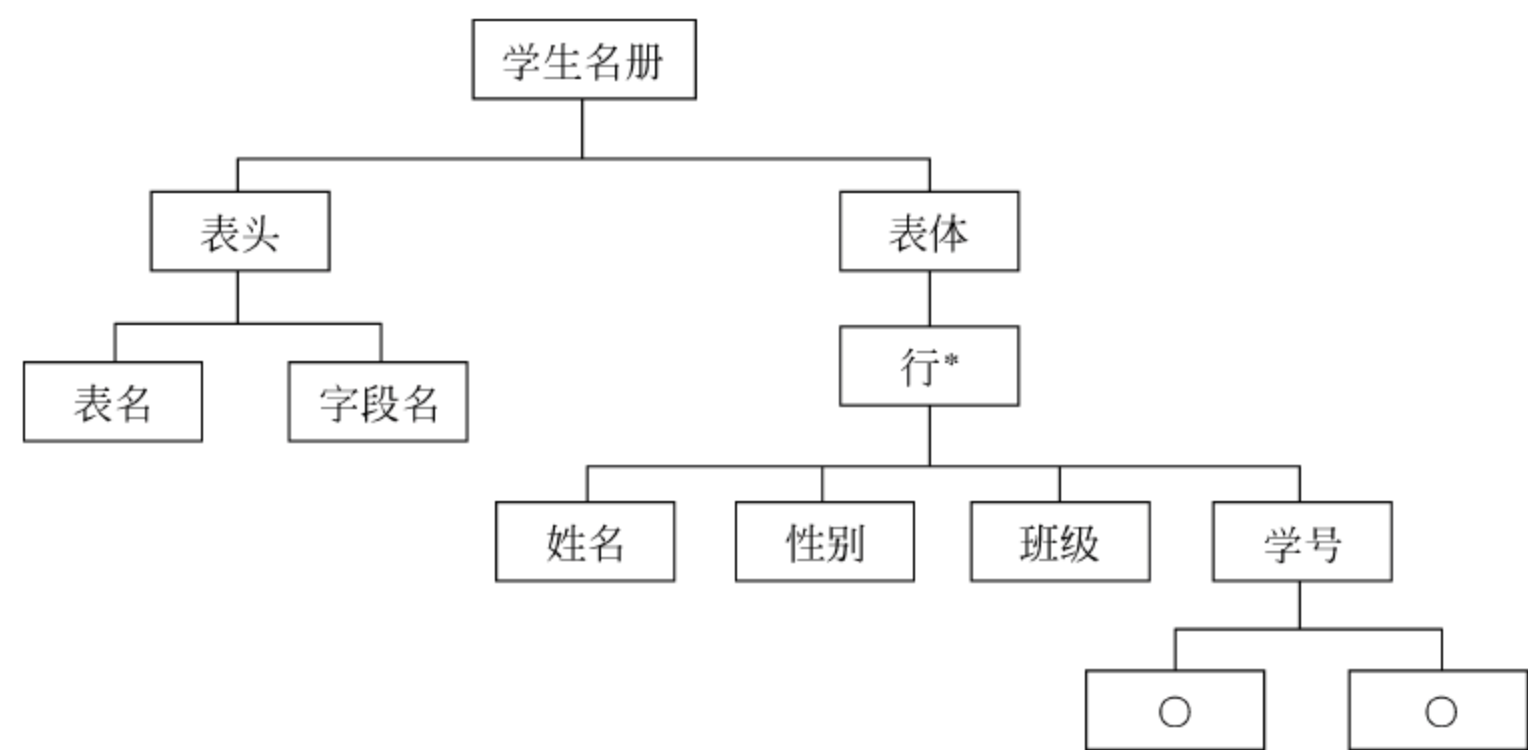 学生名册
表头
表体
表名
字段名
行*
姓名
性别
班级
学号
○
○